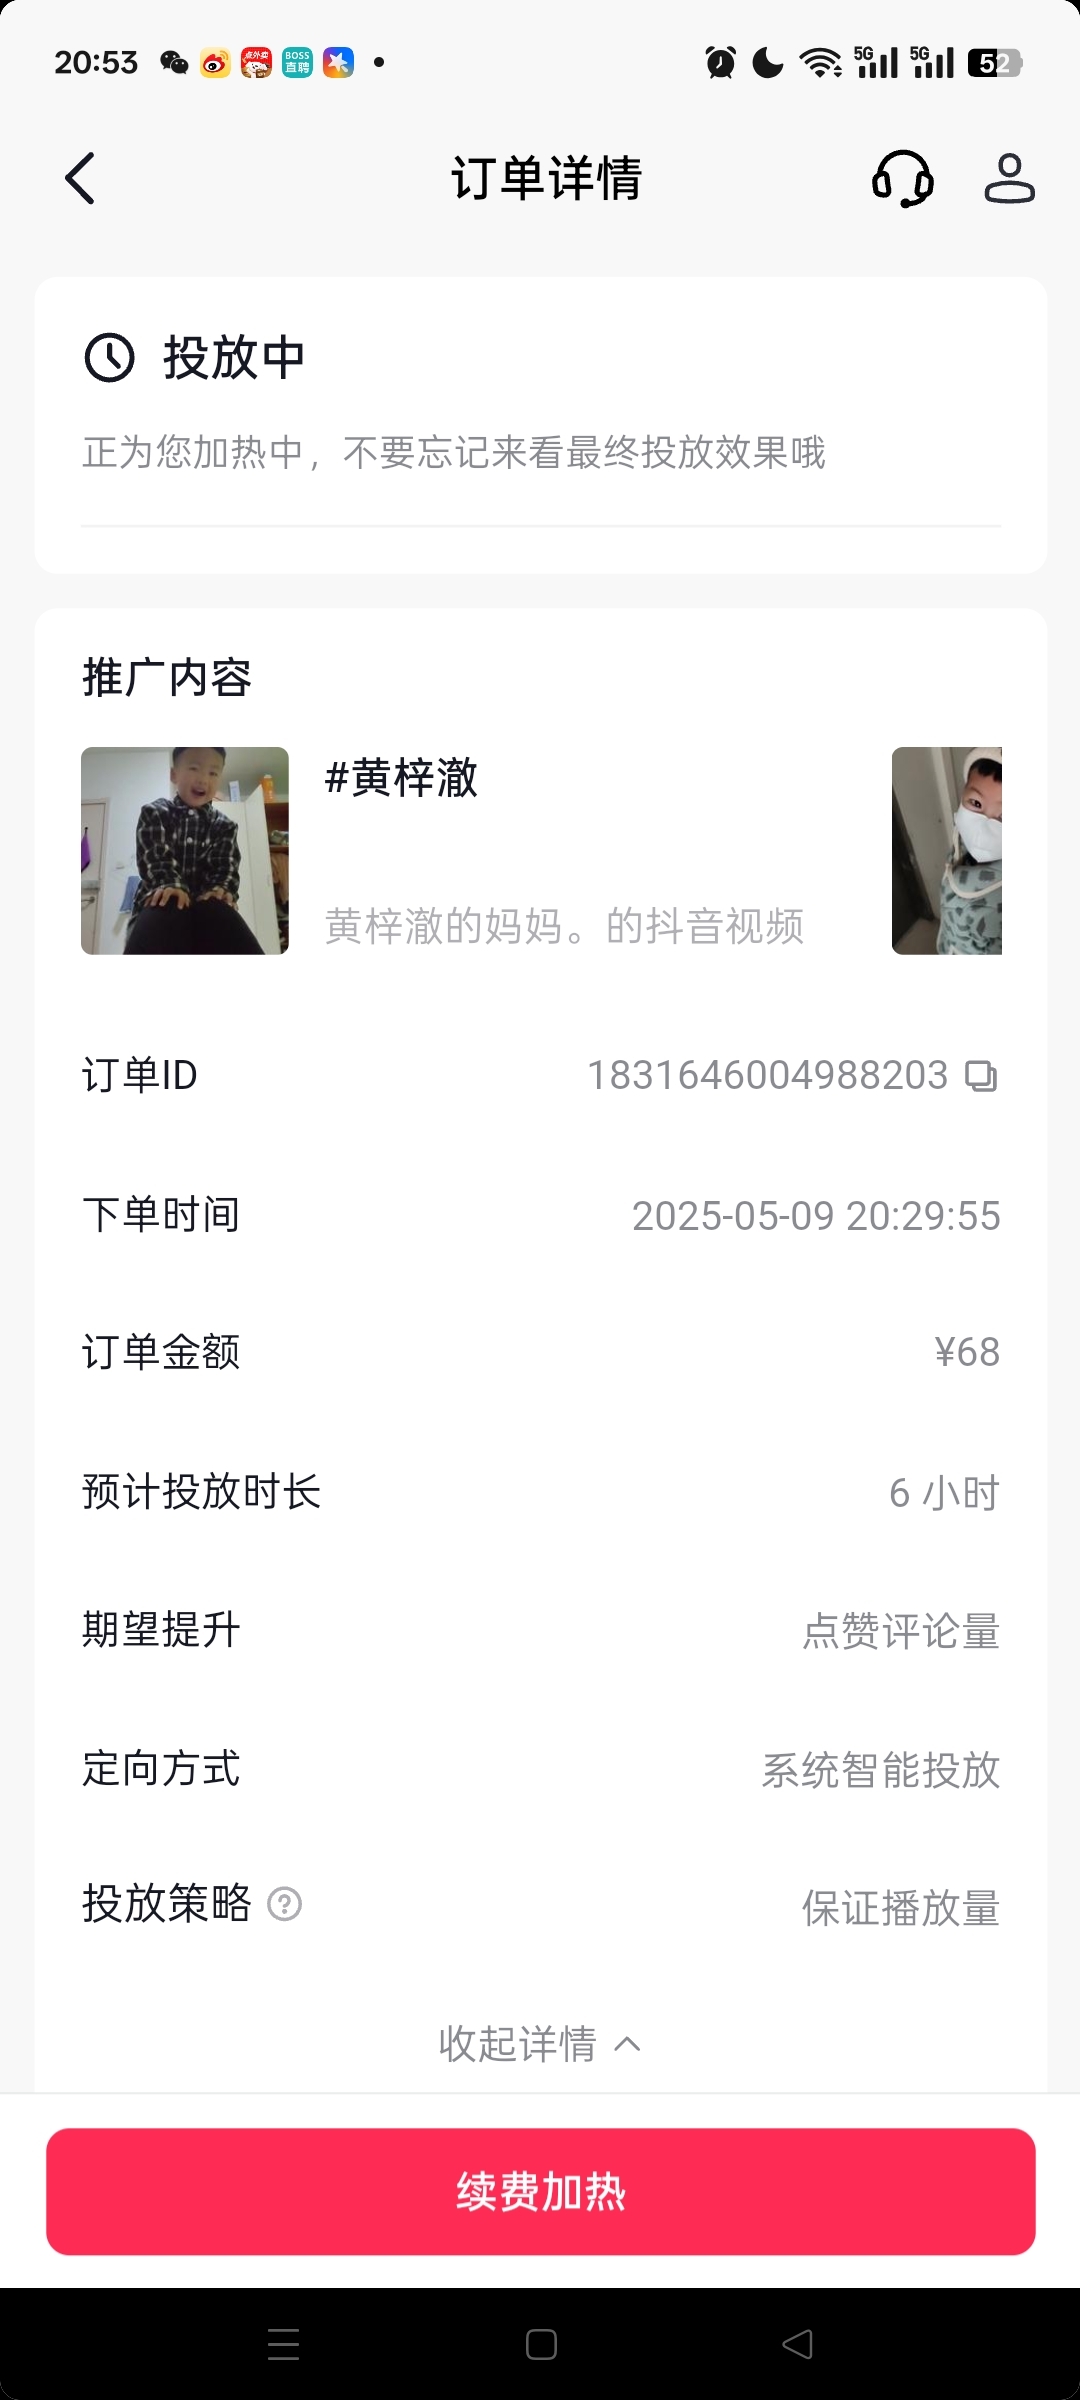 20:53
点外卖
BOSS
直聘
5G
5G
52
订单详情
投放中
正为您加热中，不要忘记来看最终投放效果哦
推广内容
#黄梓澈
黄梓澈的妈妈。的抖音视频
订单ID
1831646004988203
下单时间
2025-05-09 20:29:55
订单金额
¥68
预计投放时长
6 小时
期望提升
点赞评论量
定向方式
系统智能投放
投放策略 ?
保证播放量
收起详情
续费加热